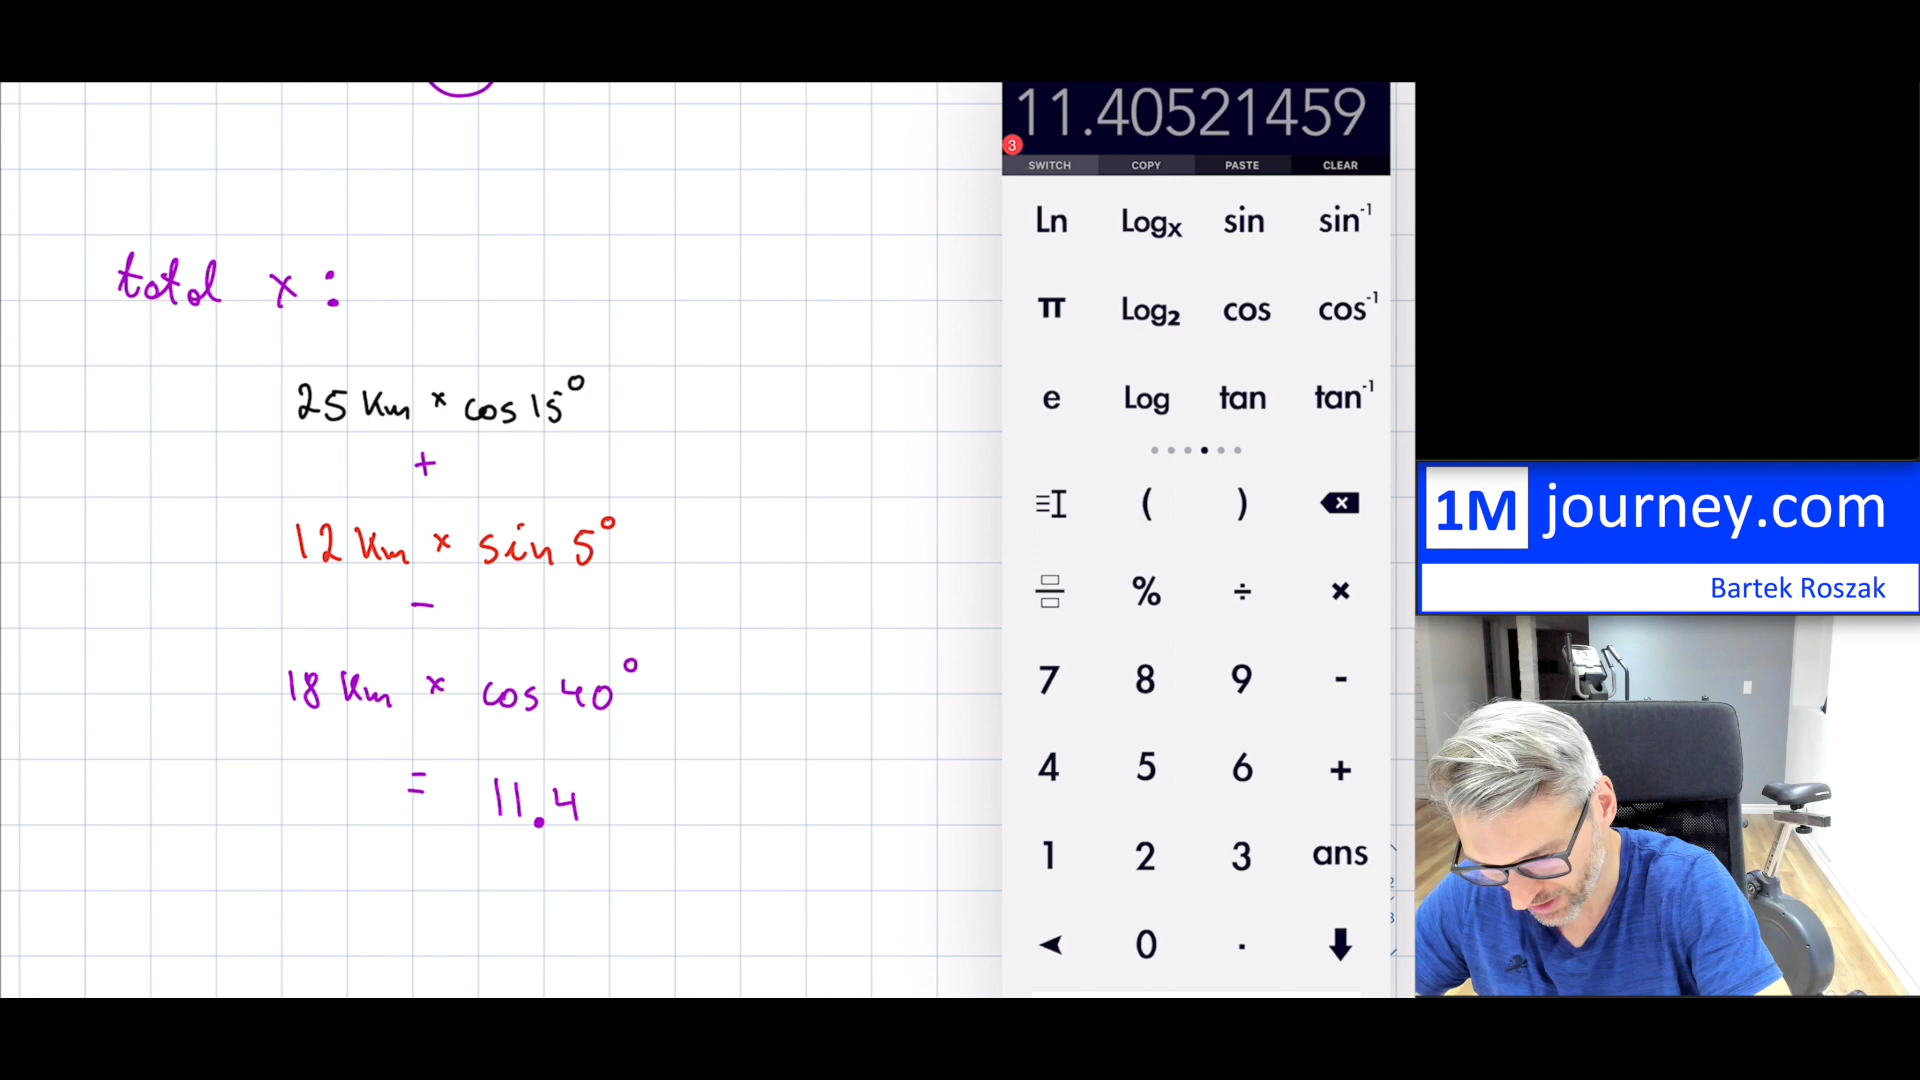 total x:
25 Km × cos 15°
+
12 Km × sin 5°
-
18 Km × cos 40°
= 11.4
11.40521459
3
SWITCH COPY PASTE CLEAR
Ln Logx sin sin-1
π Log2 cos cos-1
e Log tan tan-1
( )
% ÷ ×
7 8 9 -
4 5 6 +
1 2 3 ans
0 .
1M journey.com
Bartek Roszak